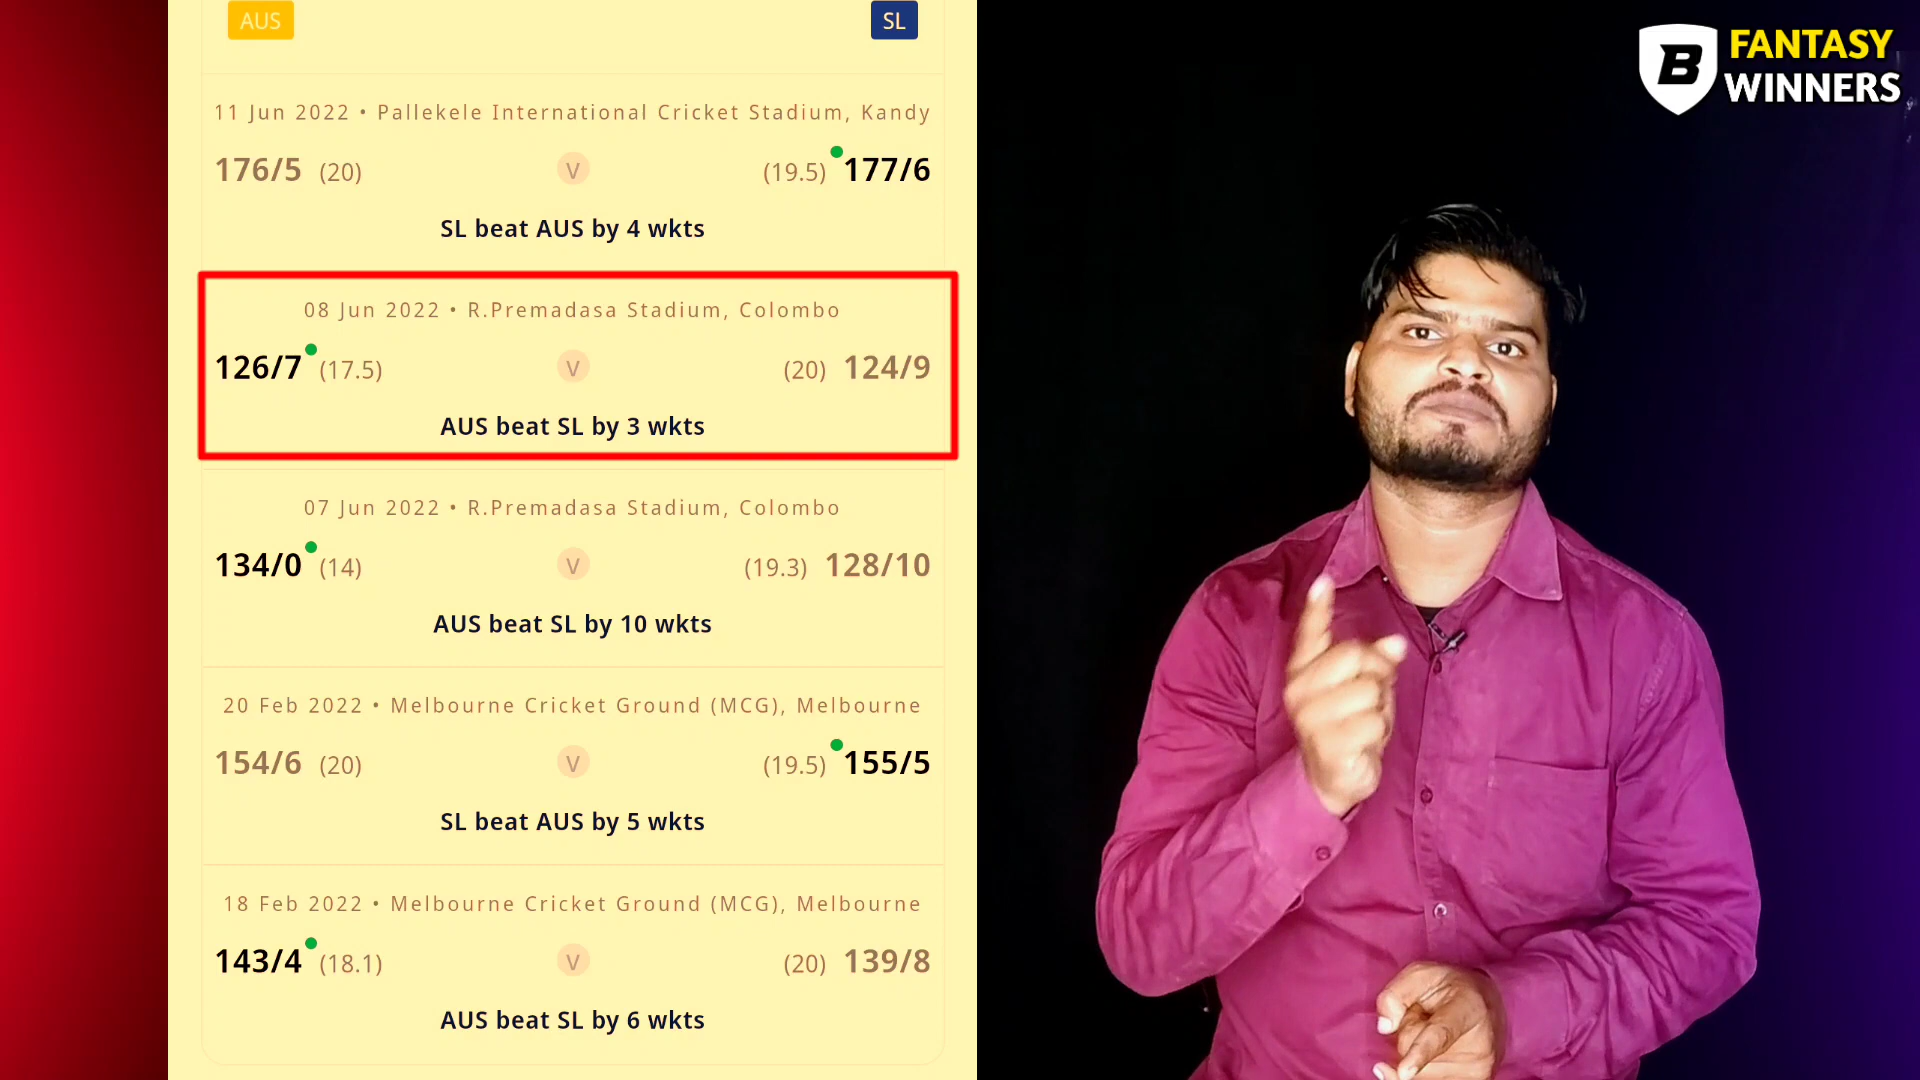 AUS
SL
B FANTASY
WINNERS
11 Jun 2022 • Pallekele International Cricket Stadium, Kandy
176/5 (20) V (19.5) 177/6
SL beat AUS by 4 wkts
08 Jun 2022 • R.Premadasa Stadium, Colombo
126/7 (17.5) V (20) 124/9
AUS beat SL by 3 wkts
07 Jun 2022 • R.Premadasa Stadium, Colombo
134/0 (14) V (19.3) 128/10
AUS beat SL by 10 wkts
20 Feb 2022 • Melbourne Cricket Ground (MCG), Melbourne
154/6 (20) V (19.5) 155/5
SL beat AUS by 5 wkts
18 Feb 2022 • Melbourne Cricket Ground (MCG), Melbourne
143/4 (18.1) V (20) 139/8
AUS beat SL by 6 wkts